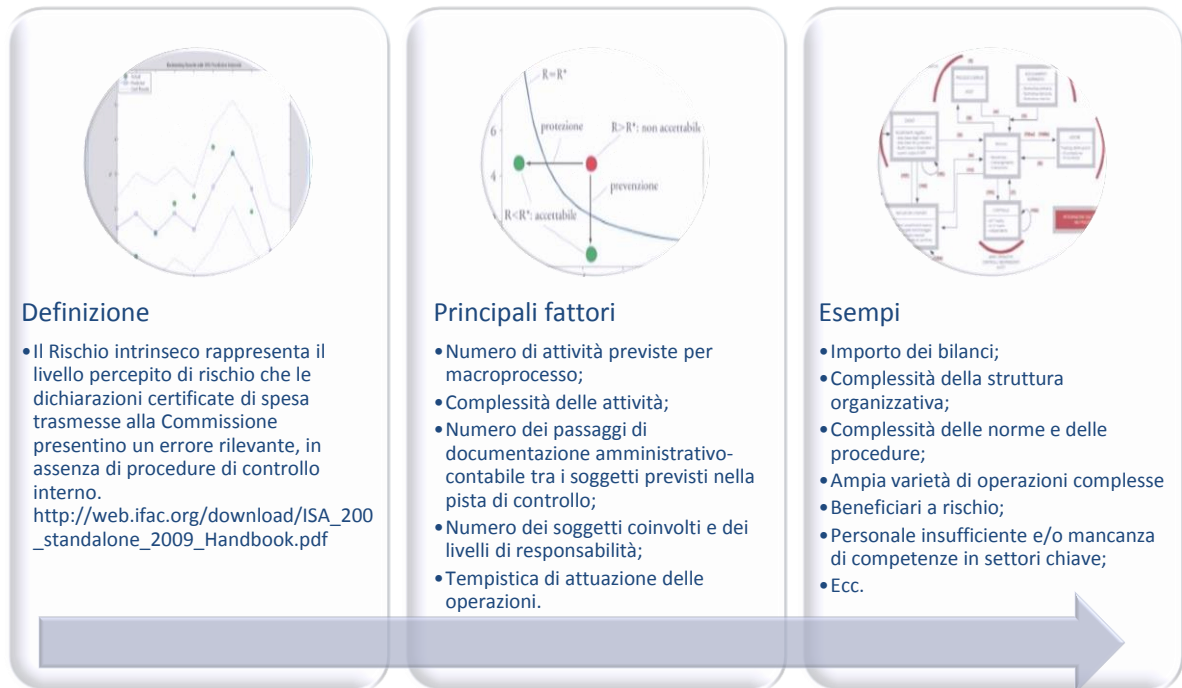 R=R*
6
protezione
R>R*: non accettabile
4
prevenzione
R<R*: accettabile
Definizione
•Il Rischio intrinseco rappresenta il
livello percepito di rischio che le
dichiarazioni certificate di spesa
trasmesse alla Commissione
presentino un errore rilevante, in
assenza di procedure di controllo
interno.
http://web.ifac.org/download/ISA_200
_standalone_2009_Handbook.pdf
Principali fattori
•Numero di attività previste per
macroprocesso;
•Complessità delle attività;
•Numero dei passaggi di
documentazione amministrativo-
contabile tra i soggetti previsti nella
pista di controllo;
•Numero dei soggetti coinvolti e dei
livelli di responsabilità;
•Tempistica di attuazione delle
operazioni.
Esempi
•Importo dei bilanci;
•Complessità della struttura
organizzativa;
•Complessità delle norme e delle
procedure;
•Ampia varietà di operazioni complesse
•Beneficiari a rischio;
•Personale insufficiente e/o mancanza
di competenze in settori chiave;
•Ecc.